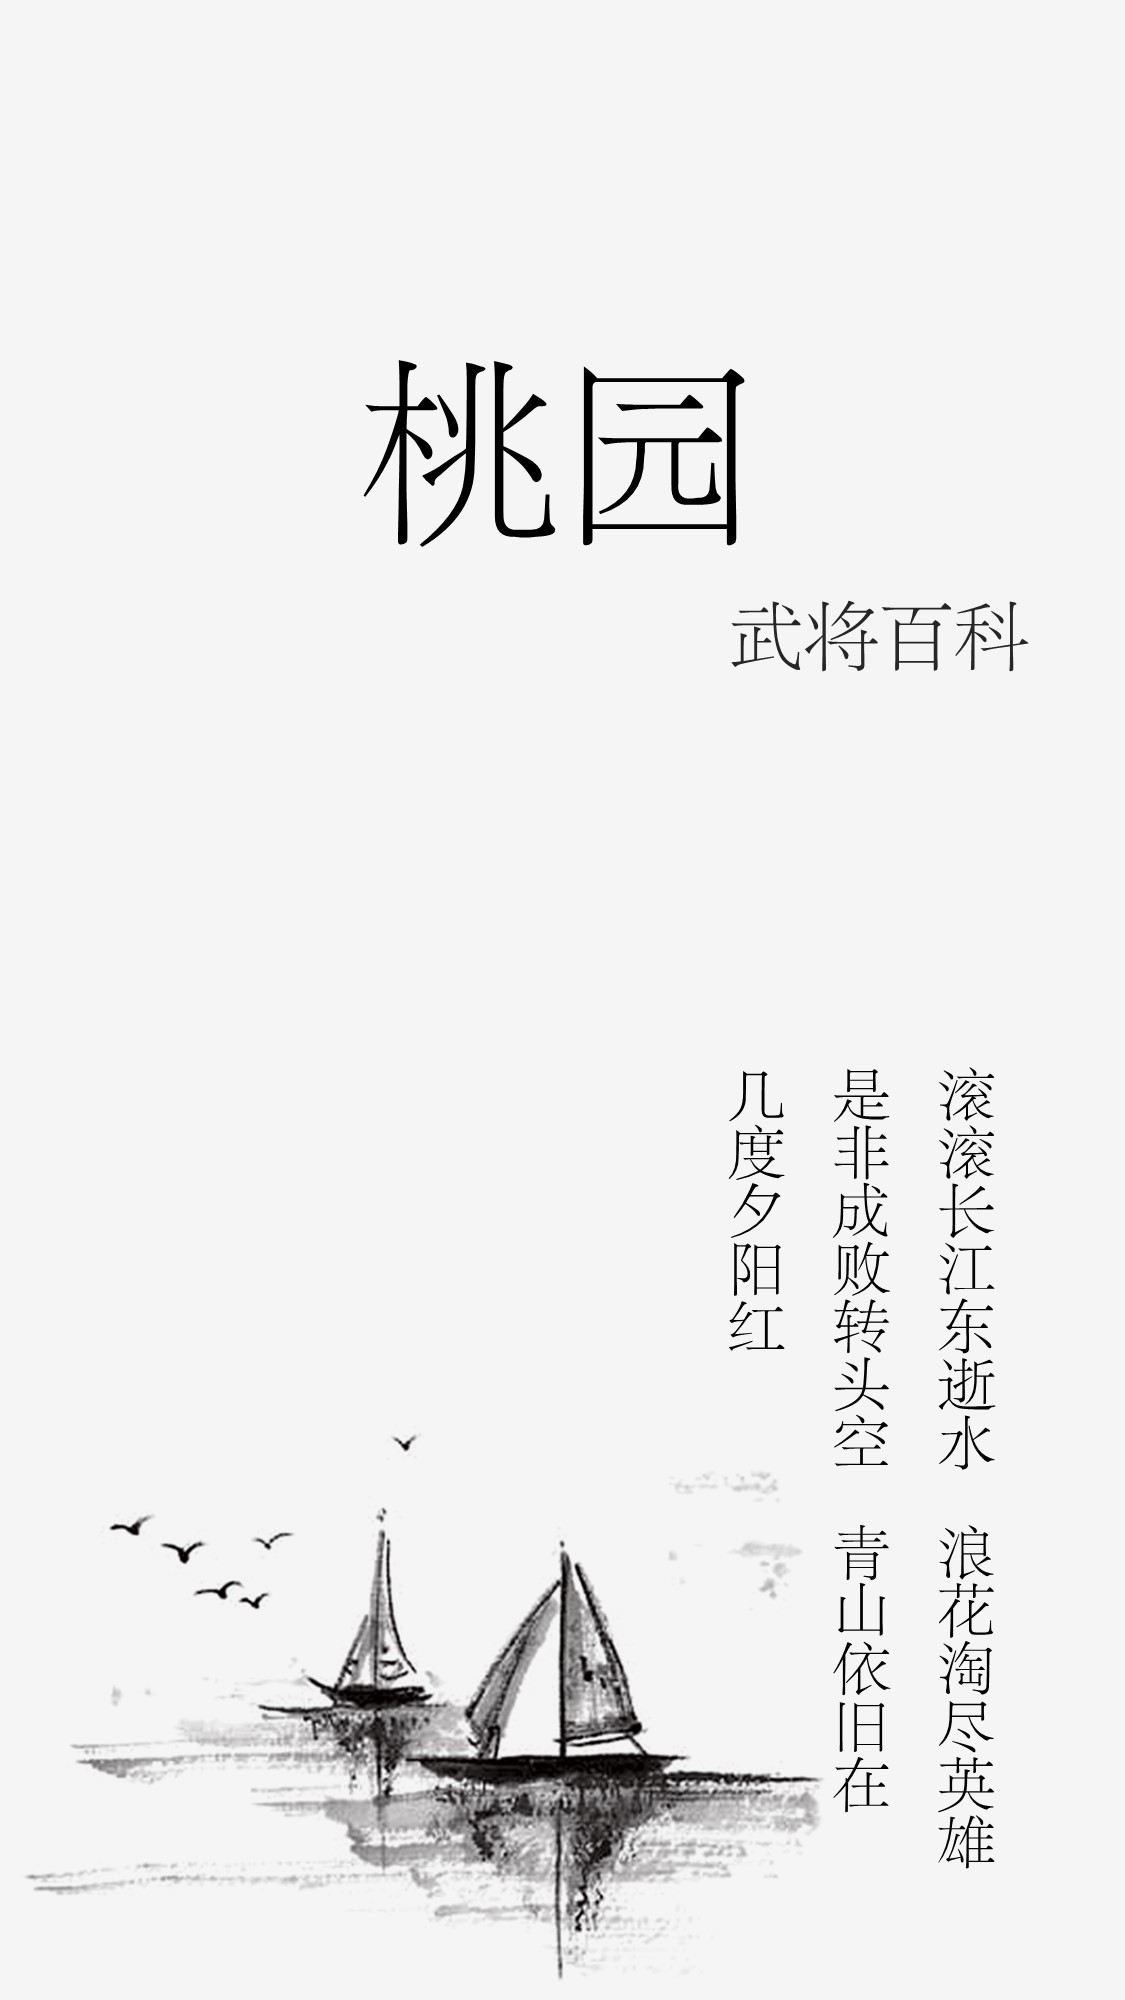 桃园
武将百科
滚滚长江东逝水 浪花淘尽英雄
是非成败转头空 青山依旧在
几度夕阳红